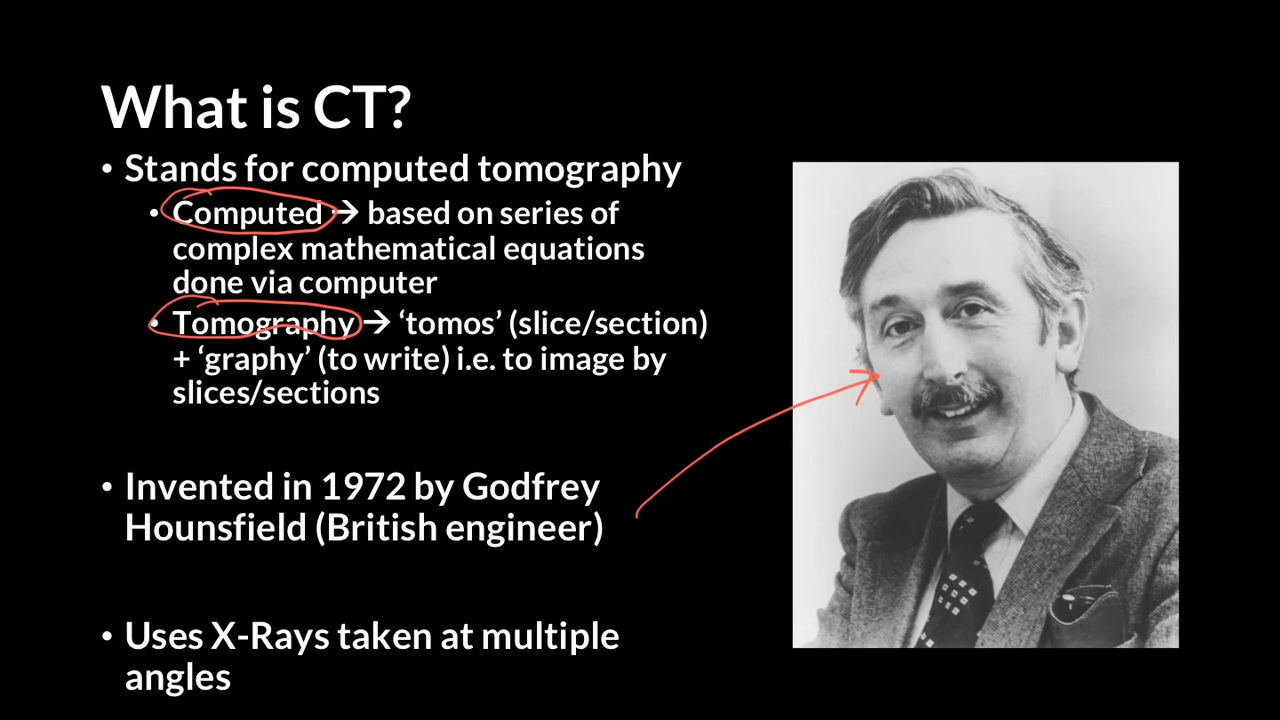 What is CT?
• Stands for computed tomography
• Computed → based on series of
complex mathematical equations
done via computer
• Tomography → ‘tomos’ (slice/section)
+ ‘graphy’ (to write) i.e. to image by
slices/sections
• Invented in 1972 by Godfrey
Hounsfield (British engineer)
• Uses X-Rays taken at multiple
angles